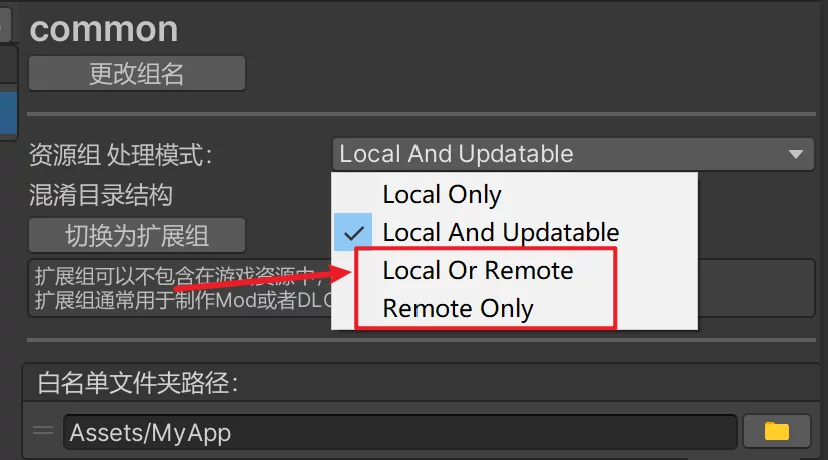 common
更改组名
资源组 处理模式:
Local And Updatable
Local Only
混淆目录结构
Local And Updatable
切换为扩展组
Local Or Remote
扩展组可以不包含在游戏资源中,
扩展组通常用于制作Mod或者DLC
Remote Only
白名单文件夹路径:
Assets/MyApp